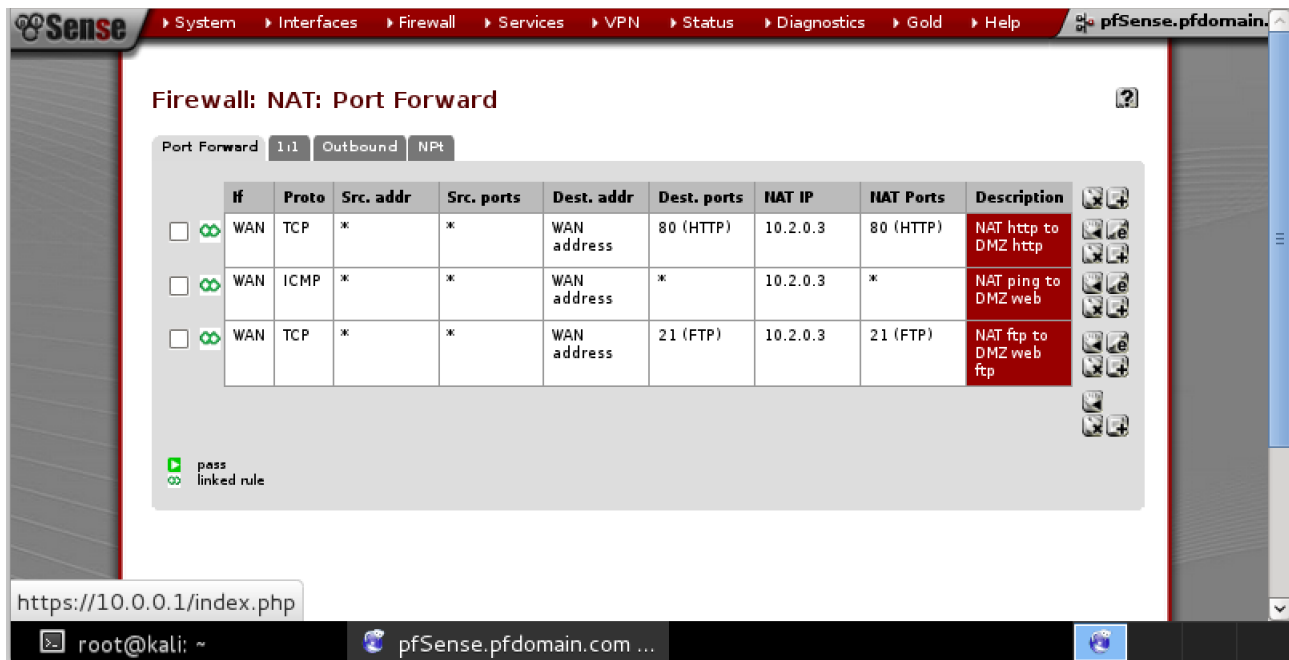 Sense System Interfaces Firewall Services VPN Status Diagnostics Gold Help pfSense.pfdomain.
Firewall: NAT: Port Forward
Port Forward 1:1 Outbound NPt
If Proto Src. addr Src. ports Dest. addr Dest. ports NAT IP NAT Ports Description
WAN TCP * * WAN address 80 (HTTP) 10.2.0.3 80 (HTTP) NAT http to DMZ http
WAN ICMP * * WAN address * 10.2.0.3 * NAT ping to DMZ web
WAN TCP * * WAN address 21 (FTP) 10.2.0.3 21 (FTP) NAT ftp to DMZ web ftp
pass
linked rule
https://10.0.0.1/index.php
root@kali: ~ pfSense.pfdomain.com ...